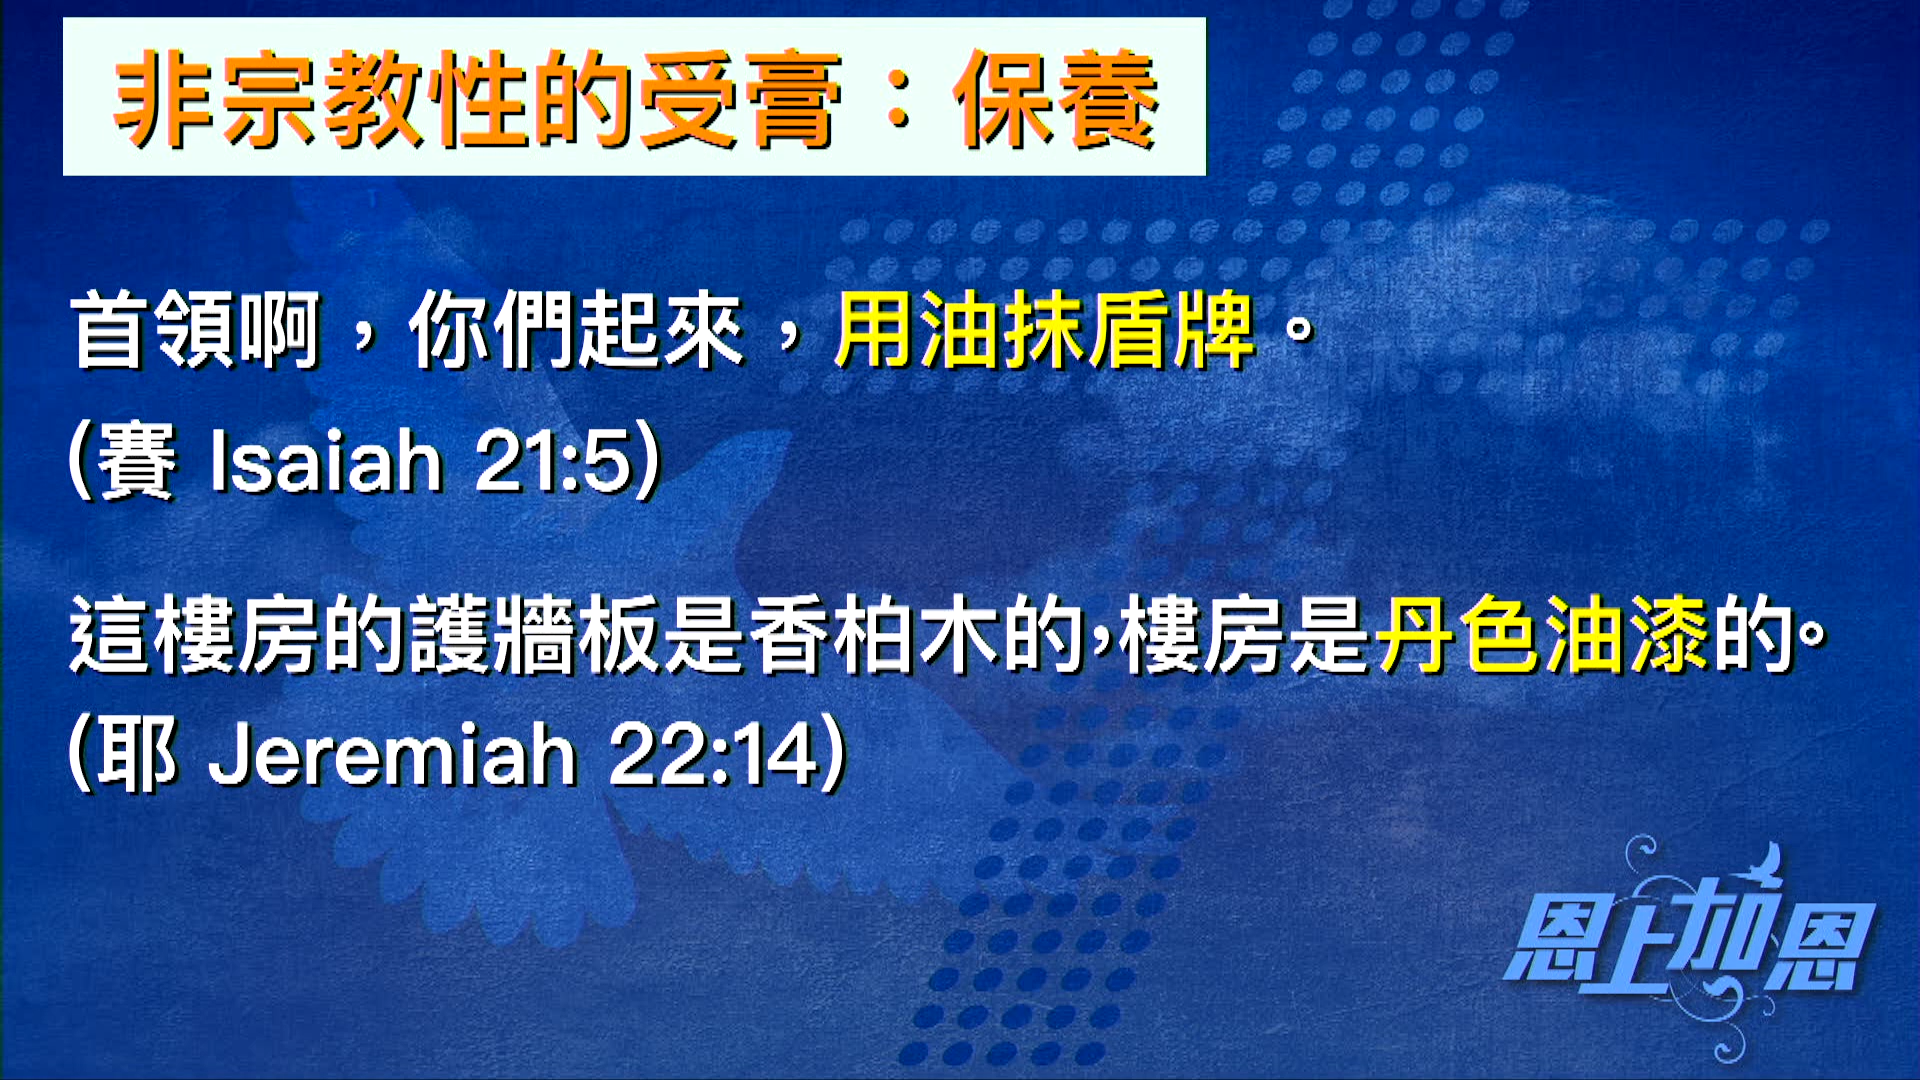 非宗教性的受膏：保養
首領啊，你們起來，用油抹盾牌。
(賽 Isaiah 21:5)
這樓房的護牆板是香柏木的，樓房是丹色油漆的。
(耶 Jeremiah 22:14)
恩上加恩